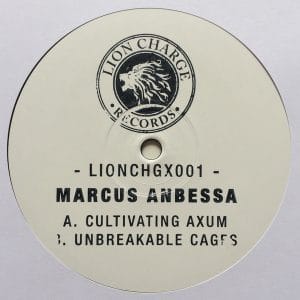 LION CHARGE
RECORDS
- LIONCHGX001 -
MARCUS ANBESSA
A. CULTIVATING AXUM
B. UNBREAKABLE CAGES